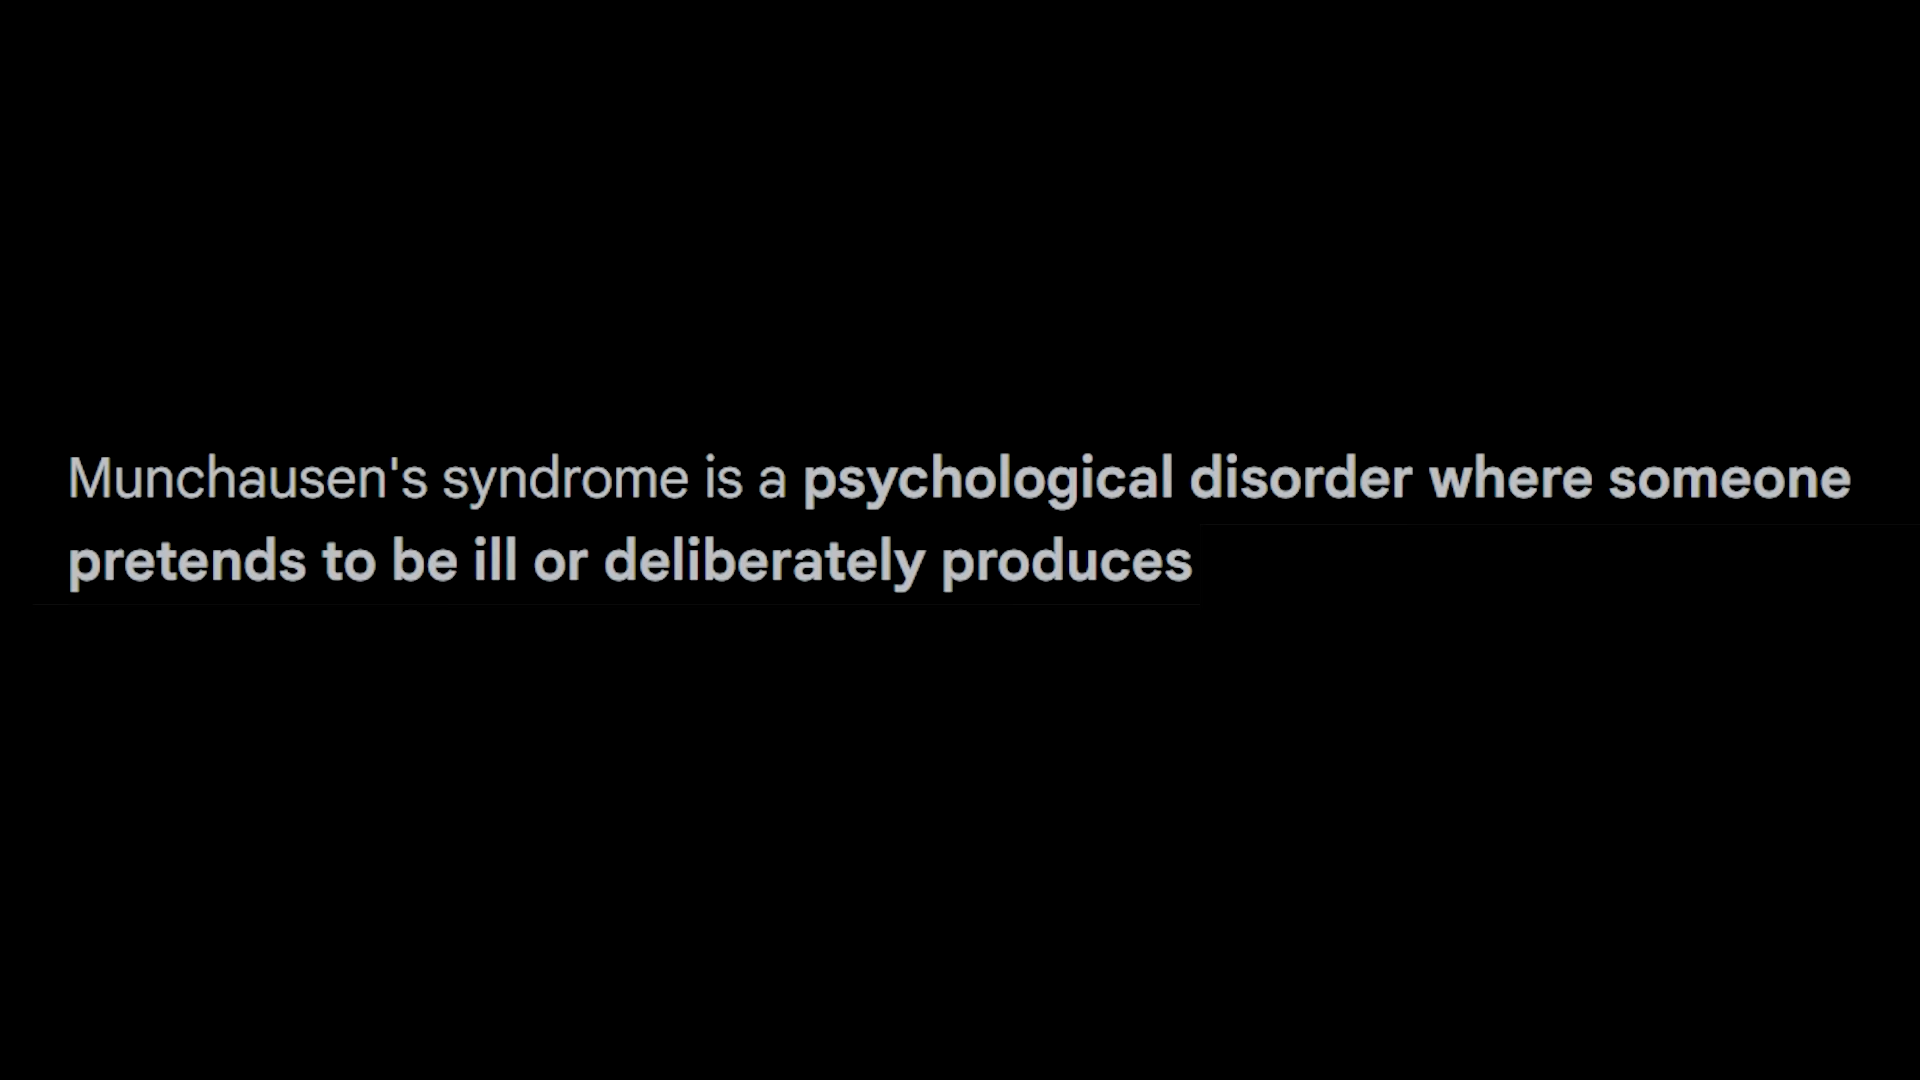 Munchausen's syndrome is a psychological disorder where someone
pretends to be ill or deliberately produces